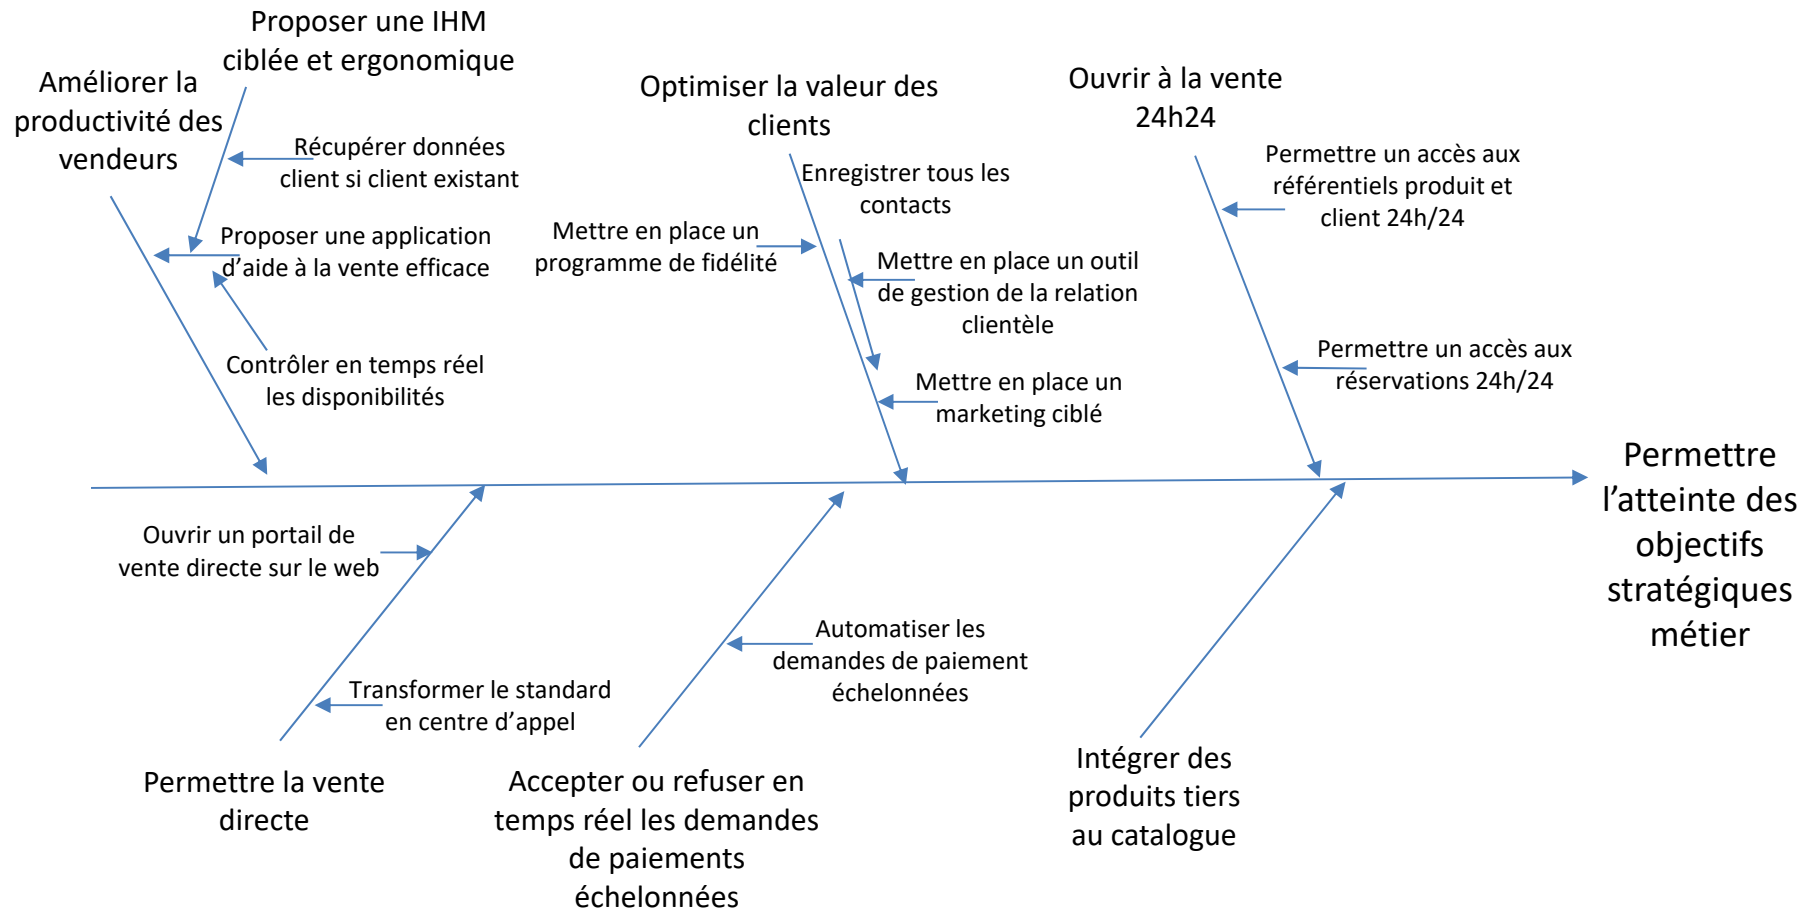 Proposer une IHM
ciblée et ergonomique
Améliorer la
productivité des
vendeurs
Récupérer données
client si client existant
Proposer une application
d’aide à la vente efficace
Contrôler en temps réel
les disponibilités
Optimiser la valeur des
clients
Enregistrer tous les
contacts
Mettre en place un
programme de fidélité
Mettre en place un outil
de gestion de la relation
clientèle
Mettre en place un
marketing ciblé
Ouvrir à la vente
24h24
Permettre un accès aux
référentiels produit et
client 24h/24
Permettre un accès aux
réservations 24h/24
Permettre
l’atteinte des
objectifs
stratégiques
métier
Ouvrir un portail de
vente directe sur le web
Transformer le standard
en centre d’appel
Permettre la vente
directe
Automatiser les
demandes de paiement
échelonnées
Accepter ou refuser en
temps réel les demandes
de paiements
échelonnées
Intégrer des
produits tiers
au catalogue